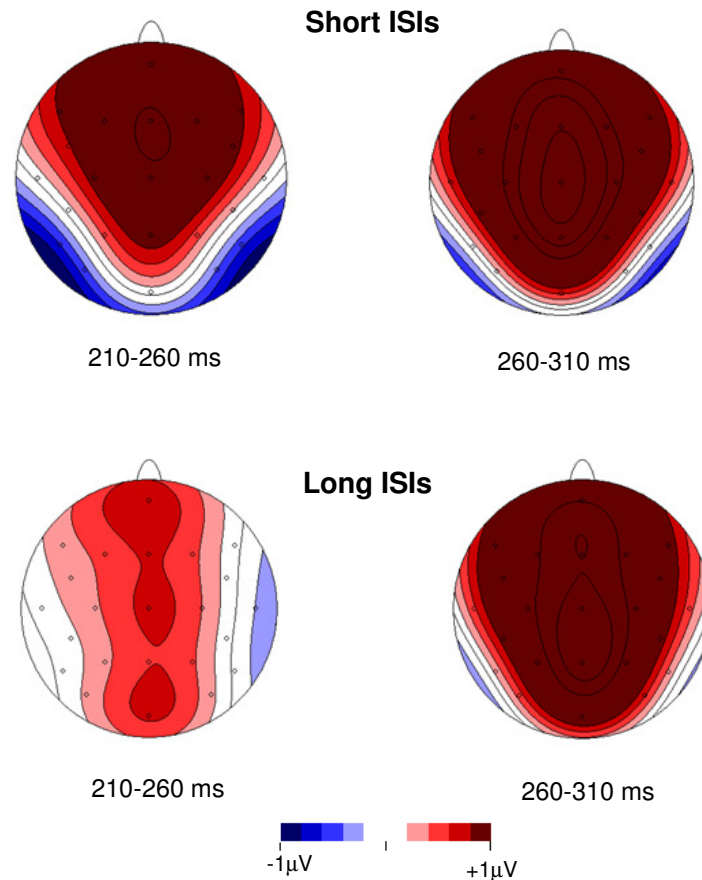 Short ISIs
210-260 ms
260-310 ms
Long ISIs
210-260 ms
260-310 ms
-1μV
+1μV